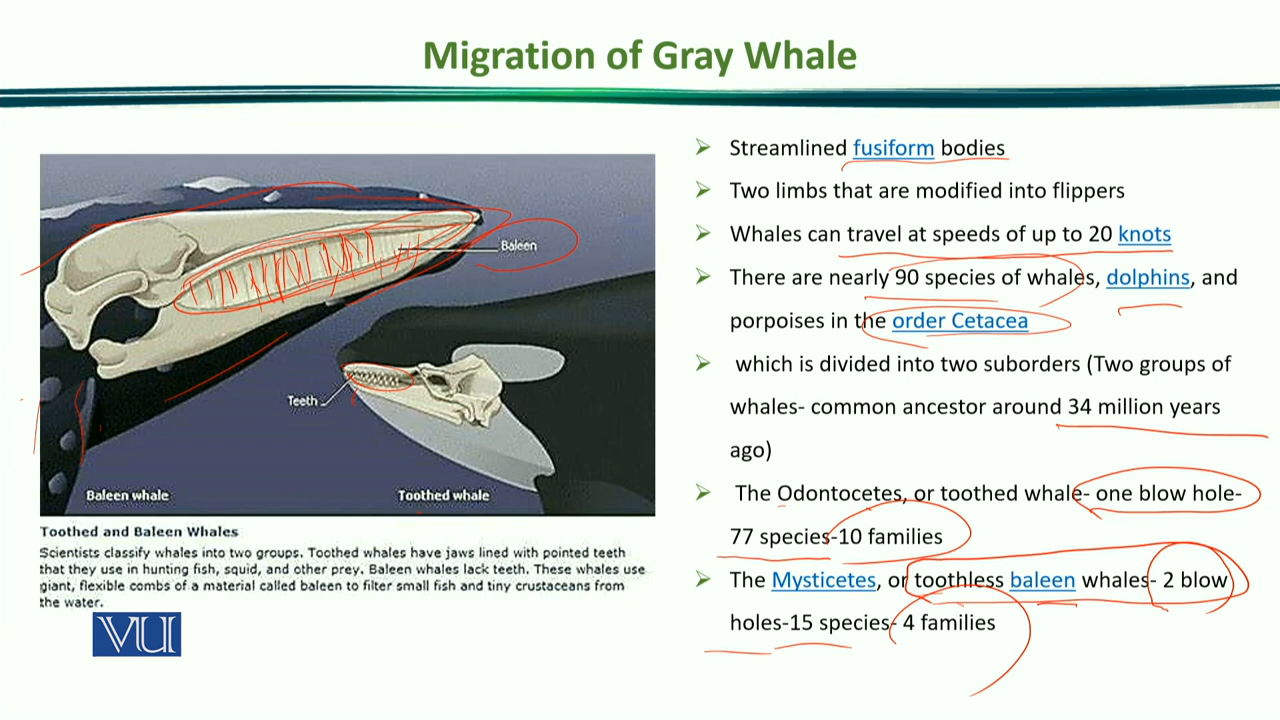 Migration of Gray Whale
Baleen
Teeth
Baleen whale
Toothed whale
Toothed and Baleen Whales
Scientists classify whales into two groups. Toothed whales have jaws lined with pointed teeth
that they use in hunting fish, squid, and other prey. Baleen whales lack teeth. These whales use
giant, flexible combs of a material called baleen to filter small fish and tiny crustaceans from
the water.
VU
Streamlined fusiform bodies
Two limbs that are modified into flippers
Whales can travel at speeds of up to 20 knots
There are nearly 90 species of whales, dolphins, and
porpoises in the order Cetacea
which is divided into two suborders (Two groups of
whales- common ancestor around 34 million years
ago)
The Odontocetes, or toothed whale- one blow hole-
77 species-10 families
The Mysticetes, or toothless baleen whales- 2 blow
holes-15 species- 4 families